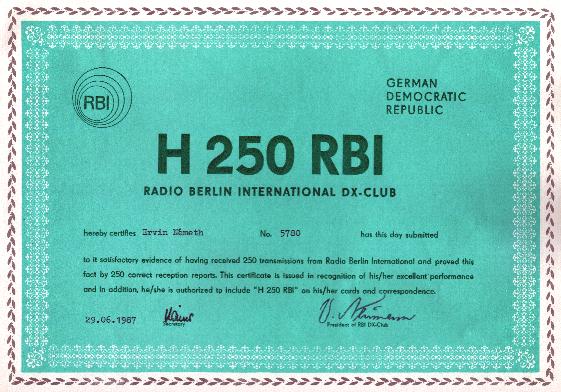 RBI
GERMAN
DEMOCRATIC
REPUBLIC
H 250 RBI
RADIO BERLIN INTERNATIONAL DX-CLUB
hereby certifies Ervin Németh No. 5780 has this day submitted
to it satisfactory evidence of having received 250 transmissions from Radio Berlin International and proved this
fact by 250 correct reception reports. This certificate is issued in recognition of his/her excellent performance
and in addition, he/she is authorized to include "H 250 RBI" on his/her cards and correspondence.
29.06.1987
Secretary
President of RBI DX-Club